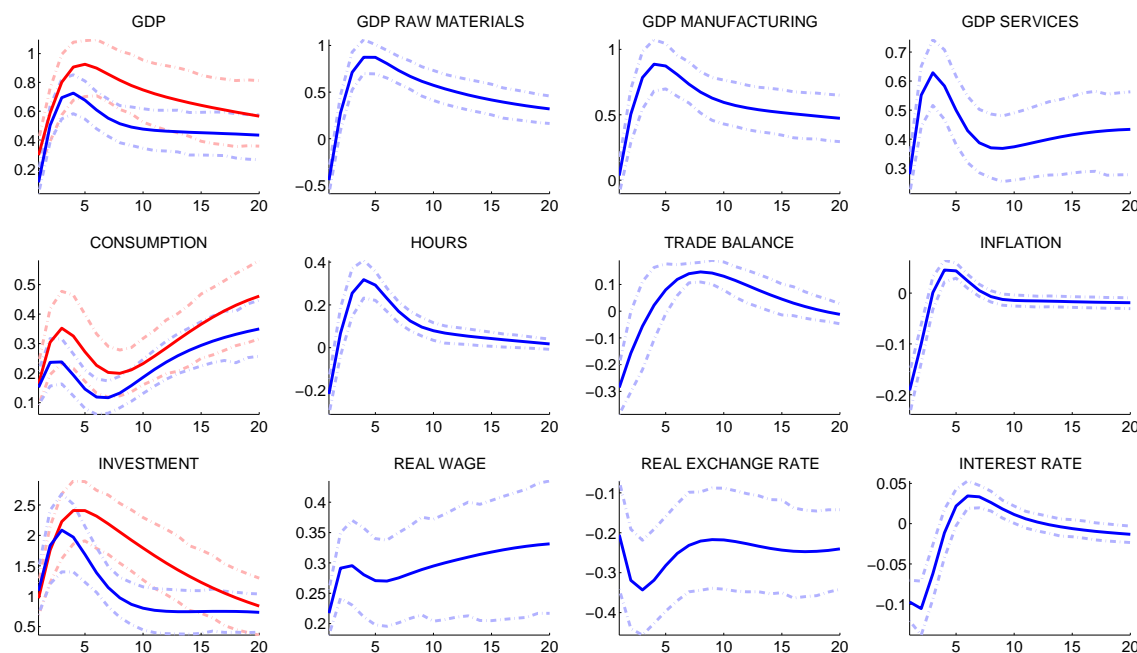 GDP
GDP RAW MATERIALS
GDP MANUFACTURING
GDP SERVICES
1
0.8
0.6
0.4
0.2
5 10 15 20
1
0.5
0
−0.5
5 10 15 20
1
0.5
0
5 10 15 20
0.7
0.6
0.5
0.4
0.3
5 10 15 20
CONSUMPTION
HOURS
TRADE BALANCE
INFLATION
0.5
0.4
0.3
0.2
0.1
5 10 15 20
0.4
0.2
0
−0.2
5 10 15 20
0.1
0
−0.1
−0.2
−0.3
5 10 15 20
0
−0.1
−0.2
5 10 15 20
INVESTMENT
REAL WAGE
REAL EXCHANGE RATE
INTEREST RATE
2.5
2
1.5
1
0.5
5 10 15 20
0.4
0.35
0.3
0.25
0.2
5 10 15 20
−0.1
−0.2
−0.3
−0.4
5 10 15 20
0.05
0
−0.05
−0.1
5 10 15 20